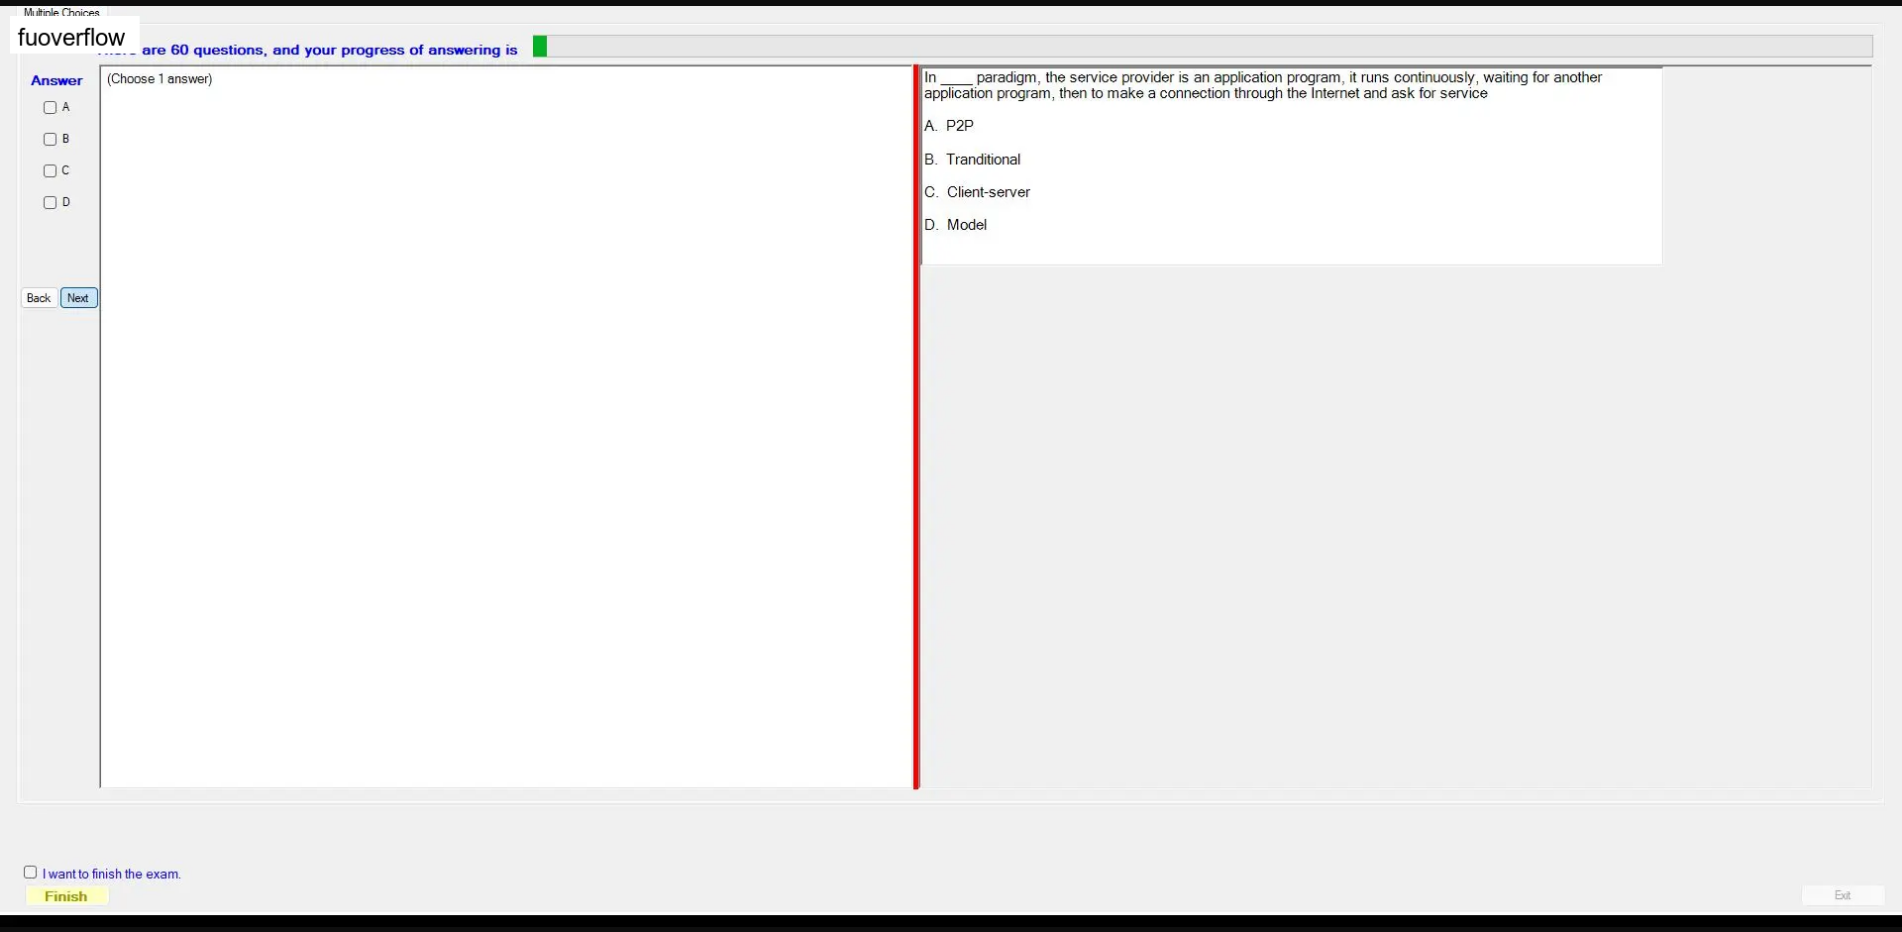 Multiple Choices
fuoverflow
are 60 questions, and your progress of answering is
Answer
(Choose 1 answer)
A
B
C
D
Back
Next
In ____ paradigm, the service provider is an application program, it runs continuously, waiting for another
application program, then to make a connection through the Internet and ask for service
A. P2P
B. Tranditional
C. Client-server
D. Model
I want to finish the exam.
Finish
Exit